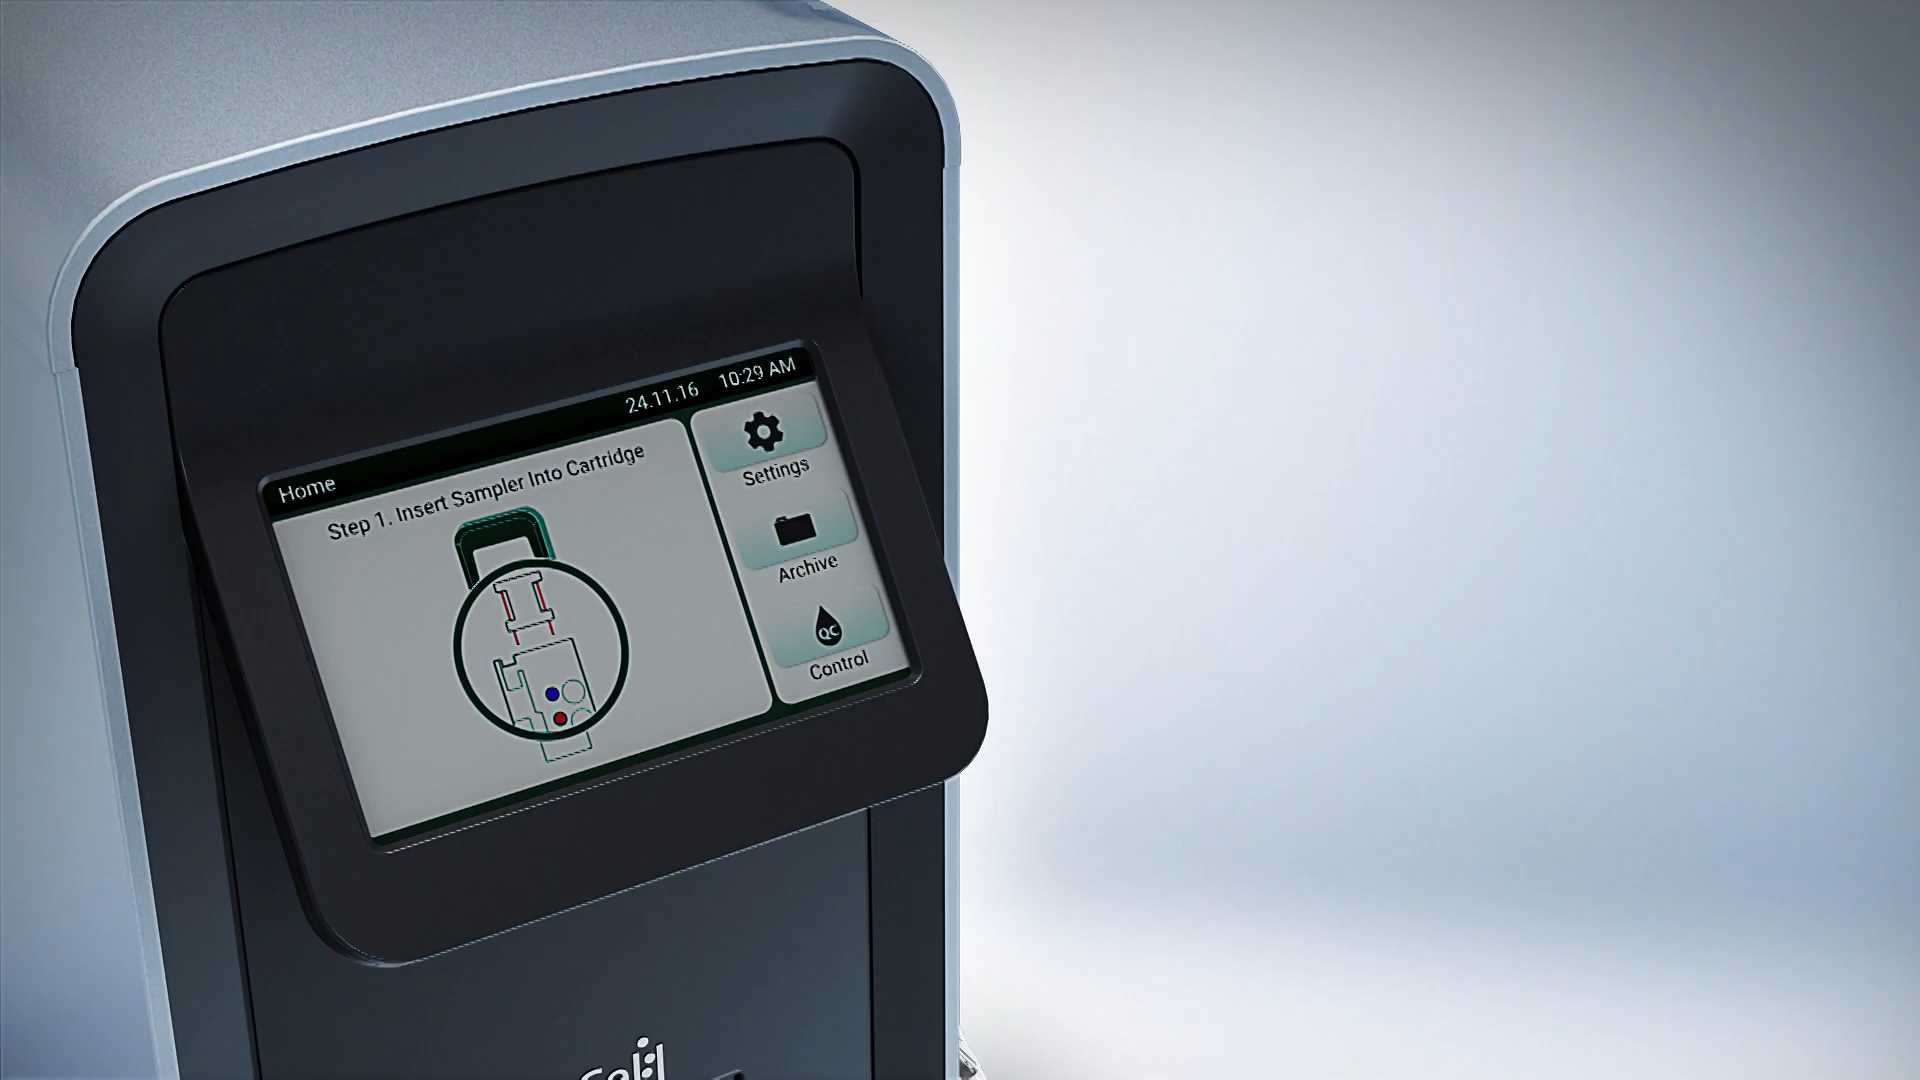 Home
24.11.16 10:29 AM
Step 1. Insert Sampler Into Cartridge
Settings
Archive
QC
Control